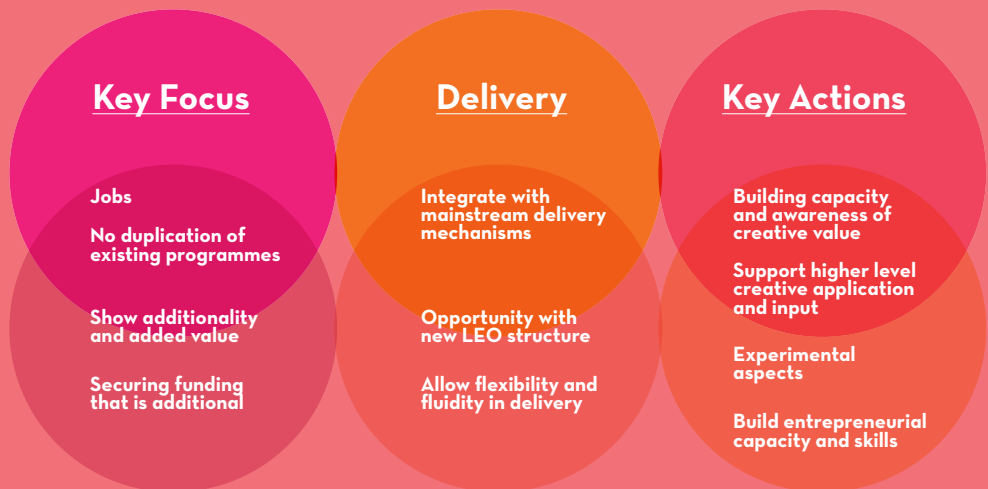 Key Focus
Jobs
No duplication of
existing programmes
Show additionality
and added value
Securing funding
that is additional
Delivery
Integrate with
mainstream delivery
mechanisms
Opportunity with
new LEO structure
Allow flexibility and
fluidity in delivery
Key Actions
Building capacity
and awareness of
creative value
Support higher level
creative application
and input
Experimental
aspects
Build entrepreneurial
capacity and skills